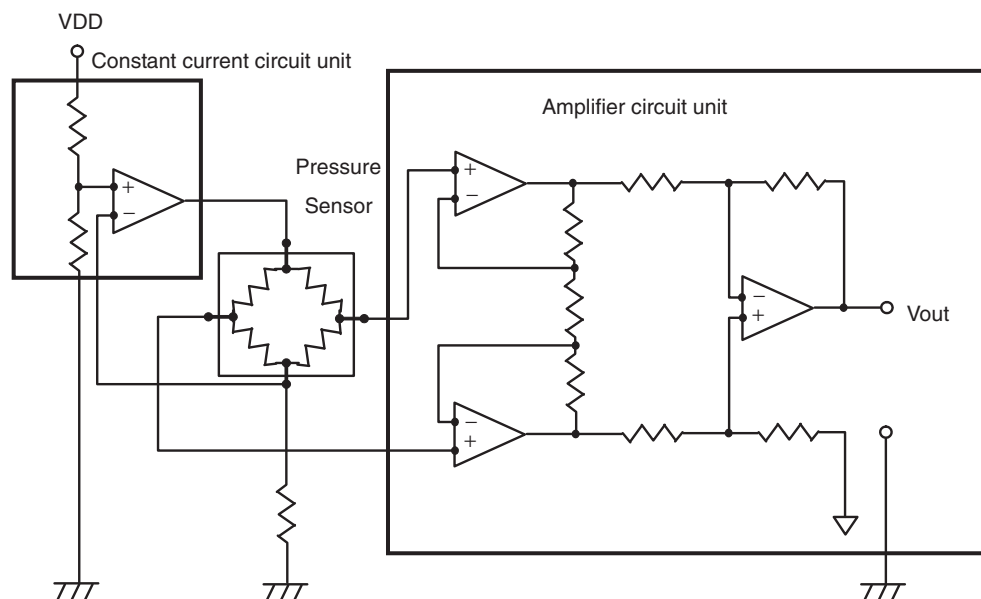 VDD
Constant current circuit unit
Amplifier circuit unit
Pressure
Sensor
+
−
+
−
−
+
−
+
Vout